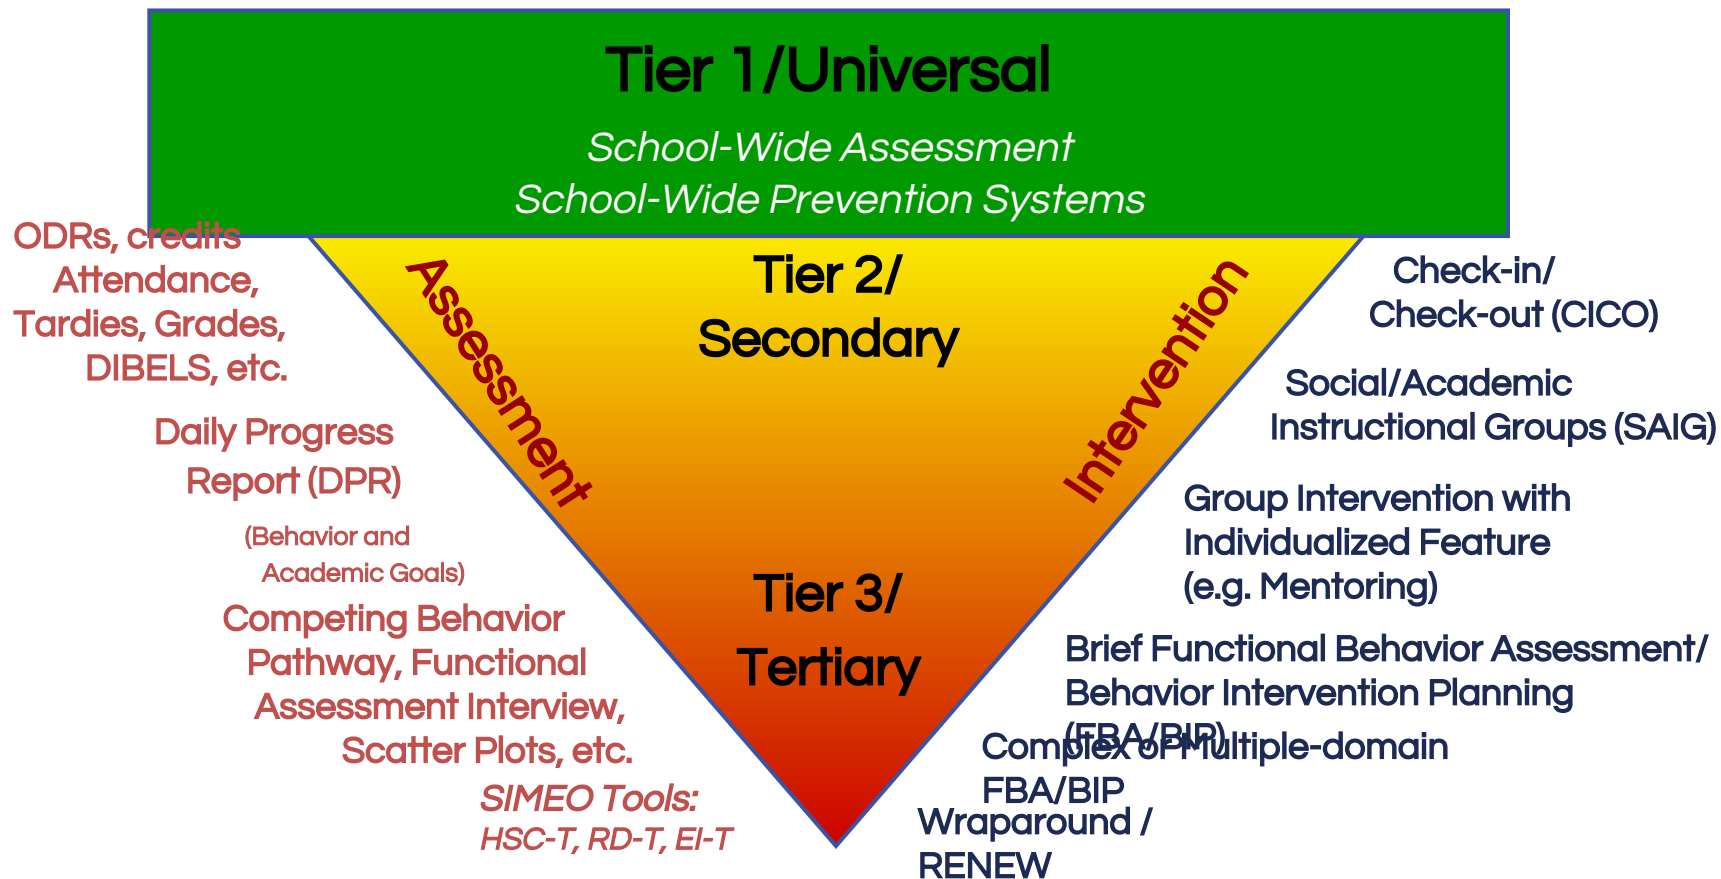 Tier 1/Universal
School-Wide Assessment
School-Wide Prevention Systems
ODRs, credits
Attendance,
Tardies, Grades,
DIBELS, etc.
Daily Progress
Report (DPR)
(Behavior and
Academic Goals)
Competing Behavior
Pathway, Functional
Assessment Interview,
Scatter Plots, etc.
SIMEO Tools:
HSC-T, RD-T, EI-T
Assessment
Tier 2/
Secondary
Tier 3/
Tertiary
Intervention
Check-in/
Check-out (CICO)
Social/Academic
Instructional Groups (SAIG)
Group Intervention with
Individualized Feature
(e.g. Mentoring)
Brief Functional Behavior Assessment/
Behavior Intervention Planning
(FBA/BIP)
Complex or Multiple-domain
FBA/BIP
Wraparound /
RENEW